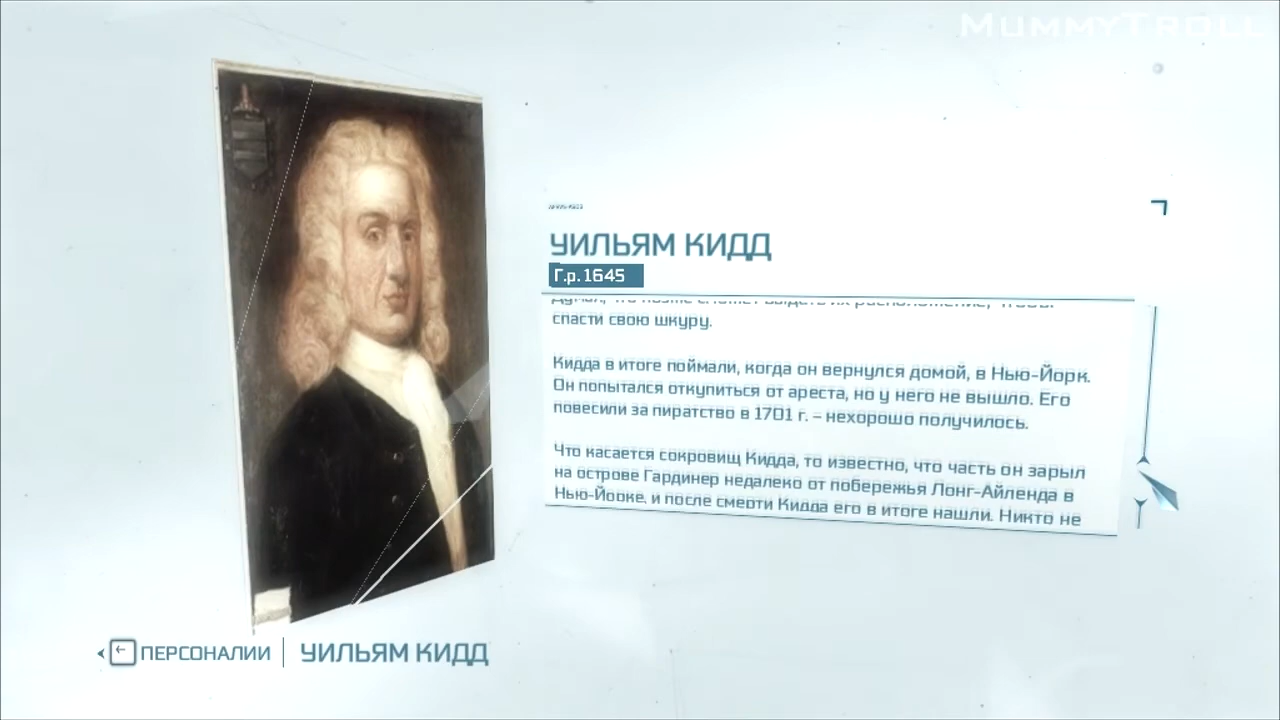 MUMMYTROLL
УИЛЬЯМ КИДД
Г.р. 1645
спасти свою шкуру.
Кидда в итоге поймали, когда он вернулся домой, в Нью-Йорк.
Он попытался откупиться от ареста, но у него не вышло. Его
повесили за пиратство в 1701 г. – нехорошо получилось.
Что касается сокровищ Кидда, то известно, что часть он зарыл
на острове Гардинер недалеко от побережья Лонг-Айленда в
Нью-Йорке, и после смерти Кидда его в итоге нашли. Никто не
ПЕРСОНАЛИИ
УИЛЬЯМ КИДД